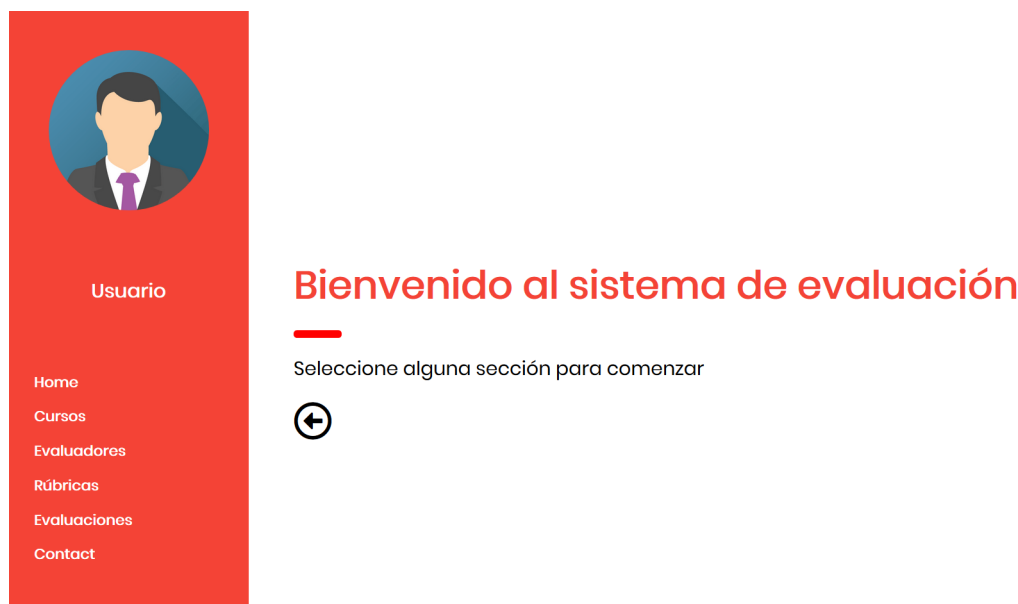 Usuario
Home
Cursos
Evaluadores
Rúbricas
Evaluaciones
Contact
Bienvenido al sistema de evaluación
Seleccione alguna sección para comenzar